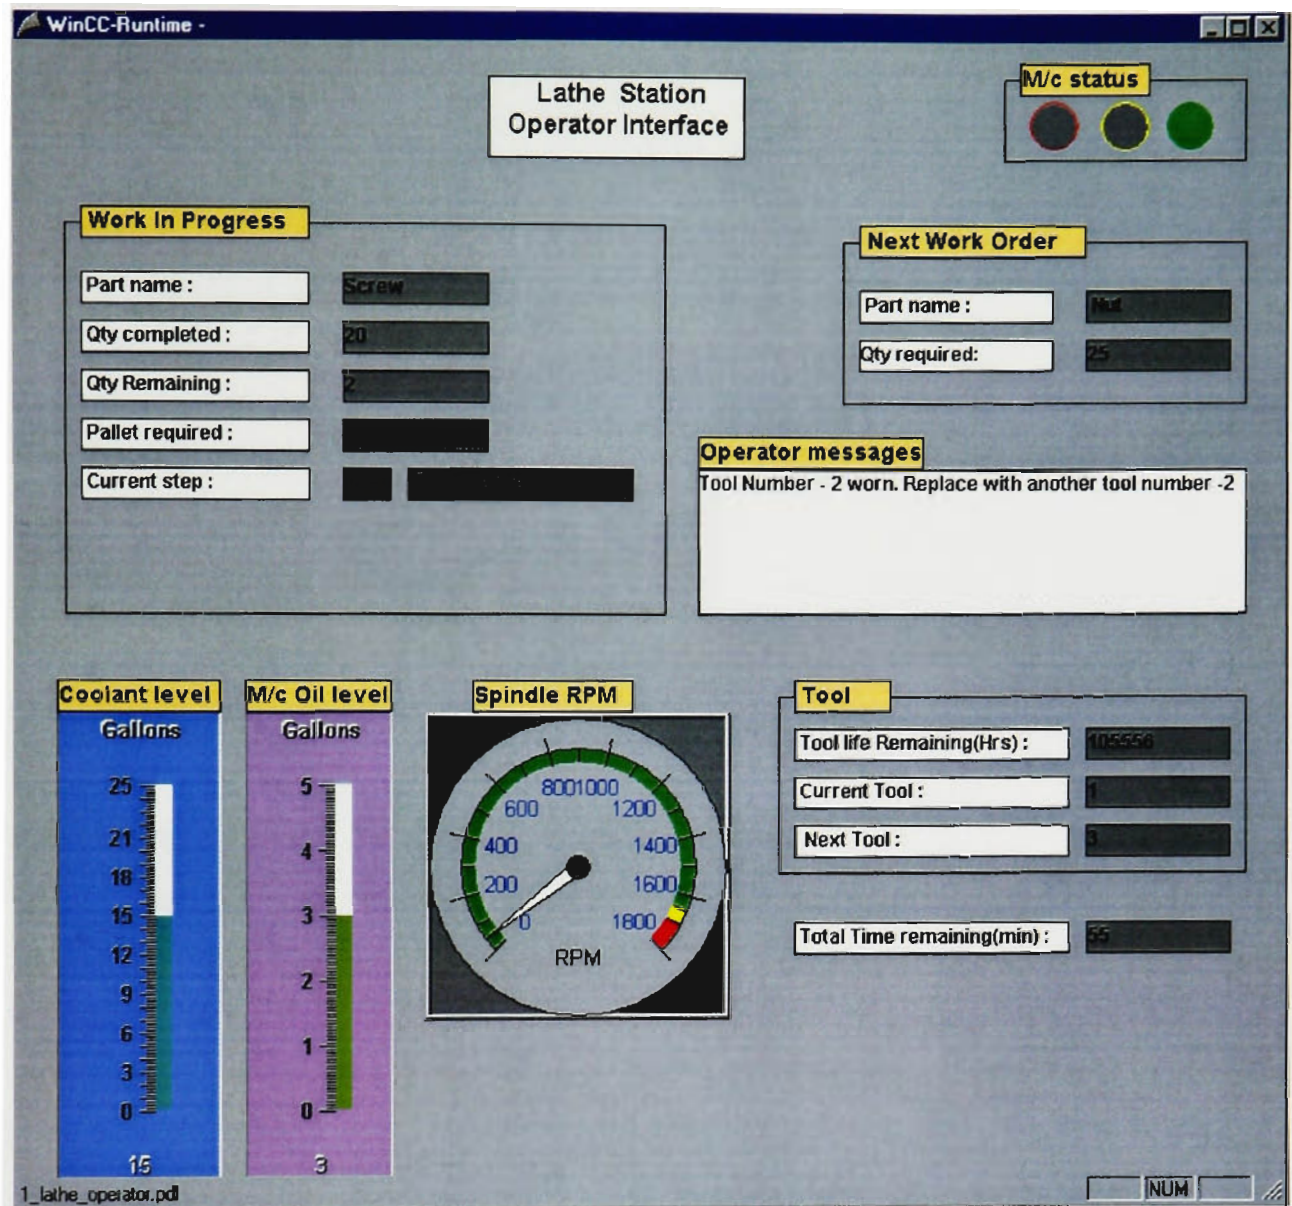 WinCC-Runtime -
Lathe Station
Operator Interface
M/c status
Work In Progress
Part name :
Screw
Qty completed :
20
Qty Remaining :
2
Pallet required :
Current step :
Next Work Order
Part name :
Nut
Qty required:
25
Operator messages
Tool Number - 2 worn. Replace with another tool number -2
Coolant level
Gallons
25
21
18
15
12
9
6
3
0
15
M/c Oil level
Gallons
5
4
3
2
1
0
3
Spindle RPM
0
200
400
600
800
1000
1200
1400
1600
1800
RPM
Tool
Tool life Remaining(Hrs) :
105556
Current Tool :
1
Next Tool :
3
Total Time remaining(min) :
55
1_lathe_operator.pdl
NUM